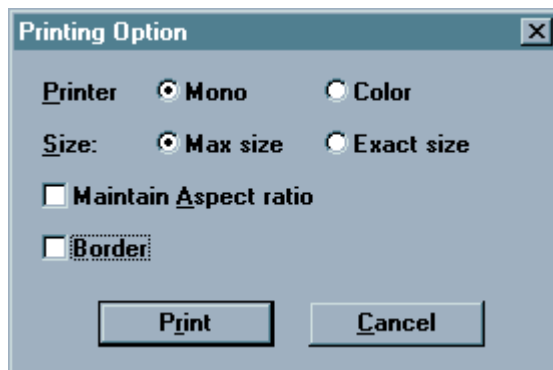 Printing Option
Printer Mono Color
Size: Max size Exact size
Maintain Aspect ratio
Border
Print Cancel